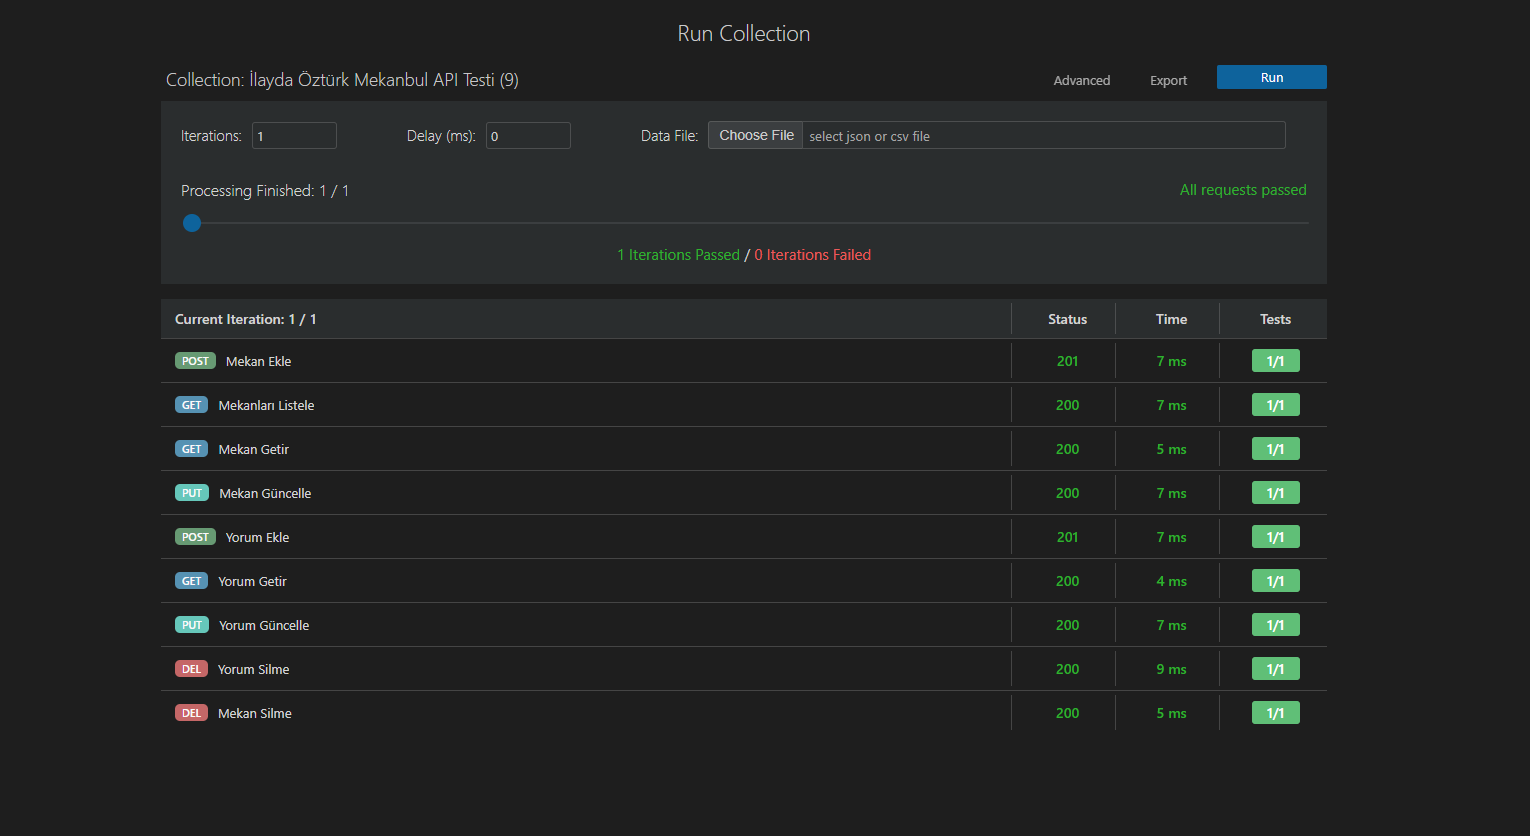 Run Collection
Collection: İlayda Öztürk Mekanbul API Testi (9) Advanced Export Run
Iterations: 1 Delay (ms): 0 Data File: Choose File select json or csv file
Processing Finished: 1 / 1 All requests passed
1 Iterations Passed / 0 Iterations Failed
Current Iteration: 1 / 1 Status Time Tests
POST Mekan Ekle 201 7 ms 1/1
GET Mekanları Listele 200 7 ms 1/1
GET Mekan Getir 200 5 ms 1/1
PUT Mekan Güncelle 200 7 ms 1/1
POST Yorum Ekle 201 7 ms 1/1
GET Yorum Getir 200 4 ms 1/1
PUT Yorum Güncelle 200 7 ms 1/1
DEL Yorum Silme 200 9 ms 1/1
DEL Mekan Silme 200 5 ms 1/1